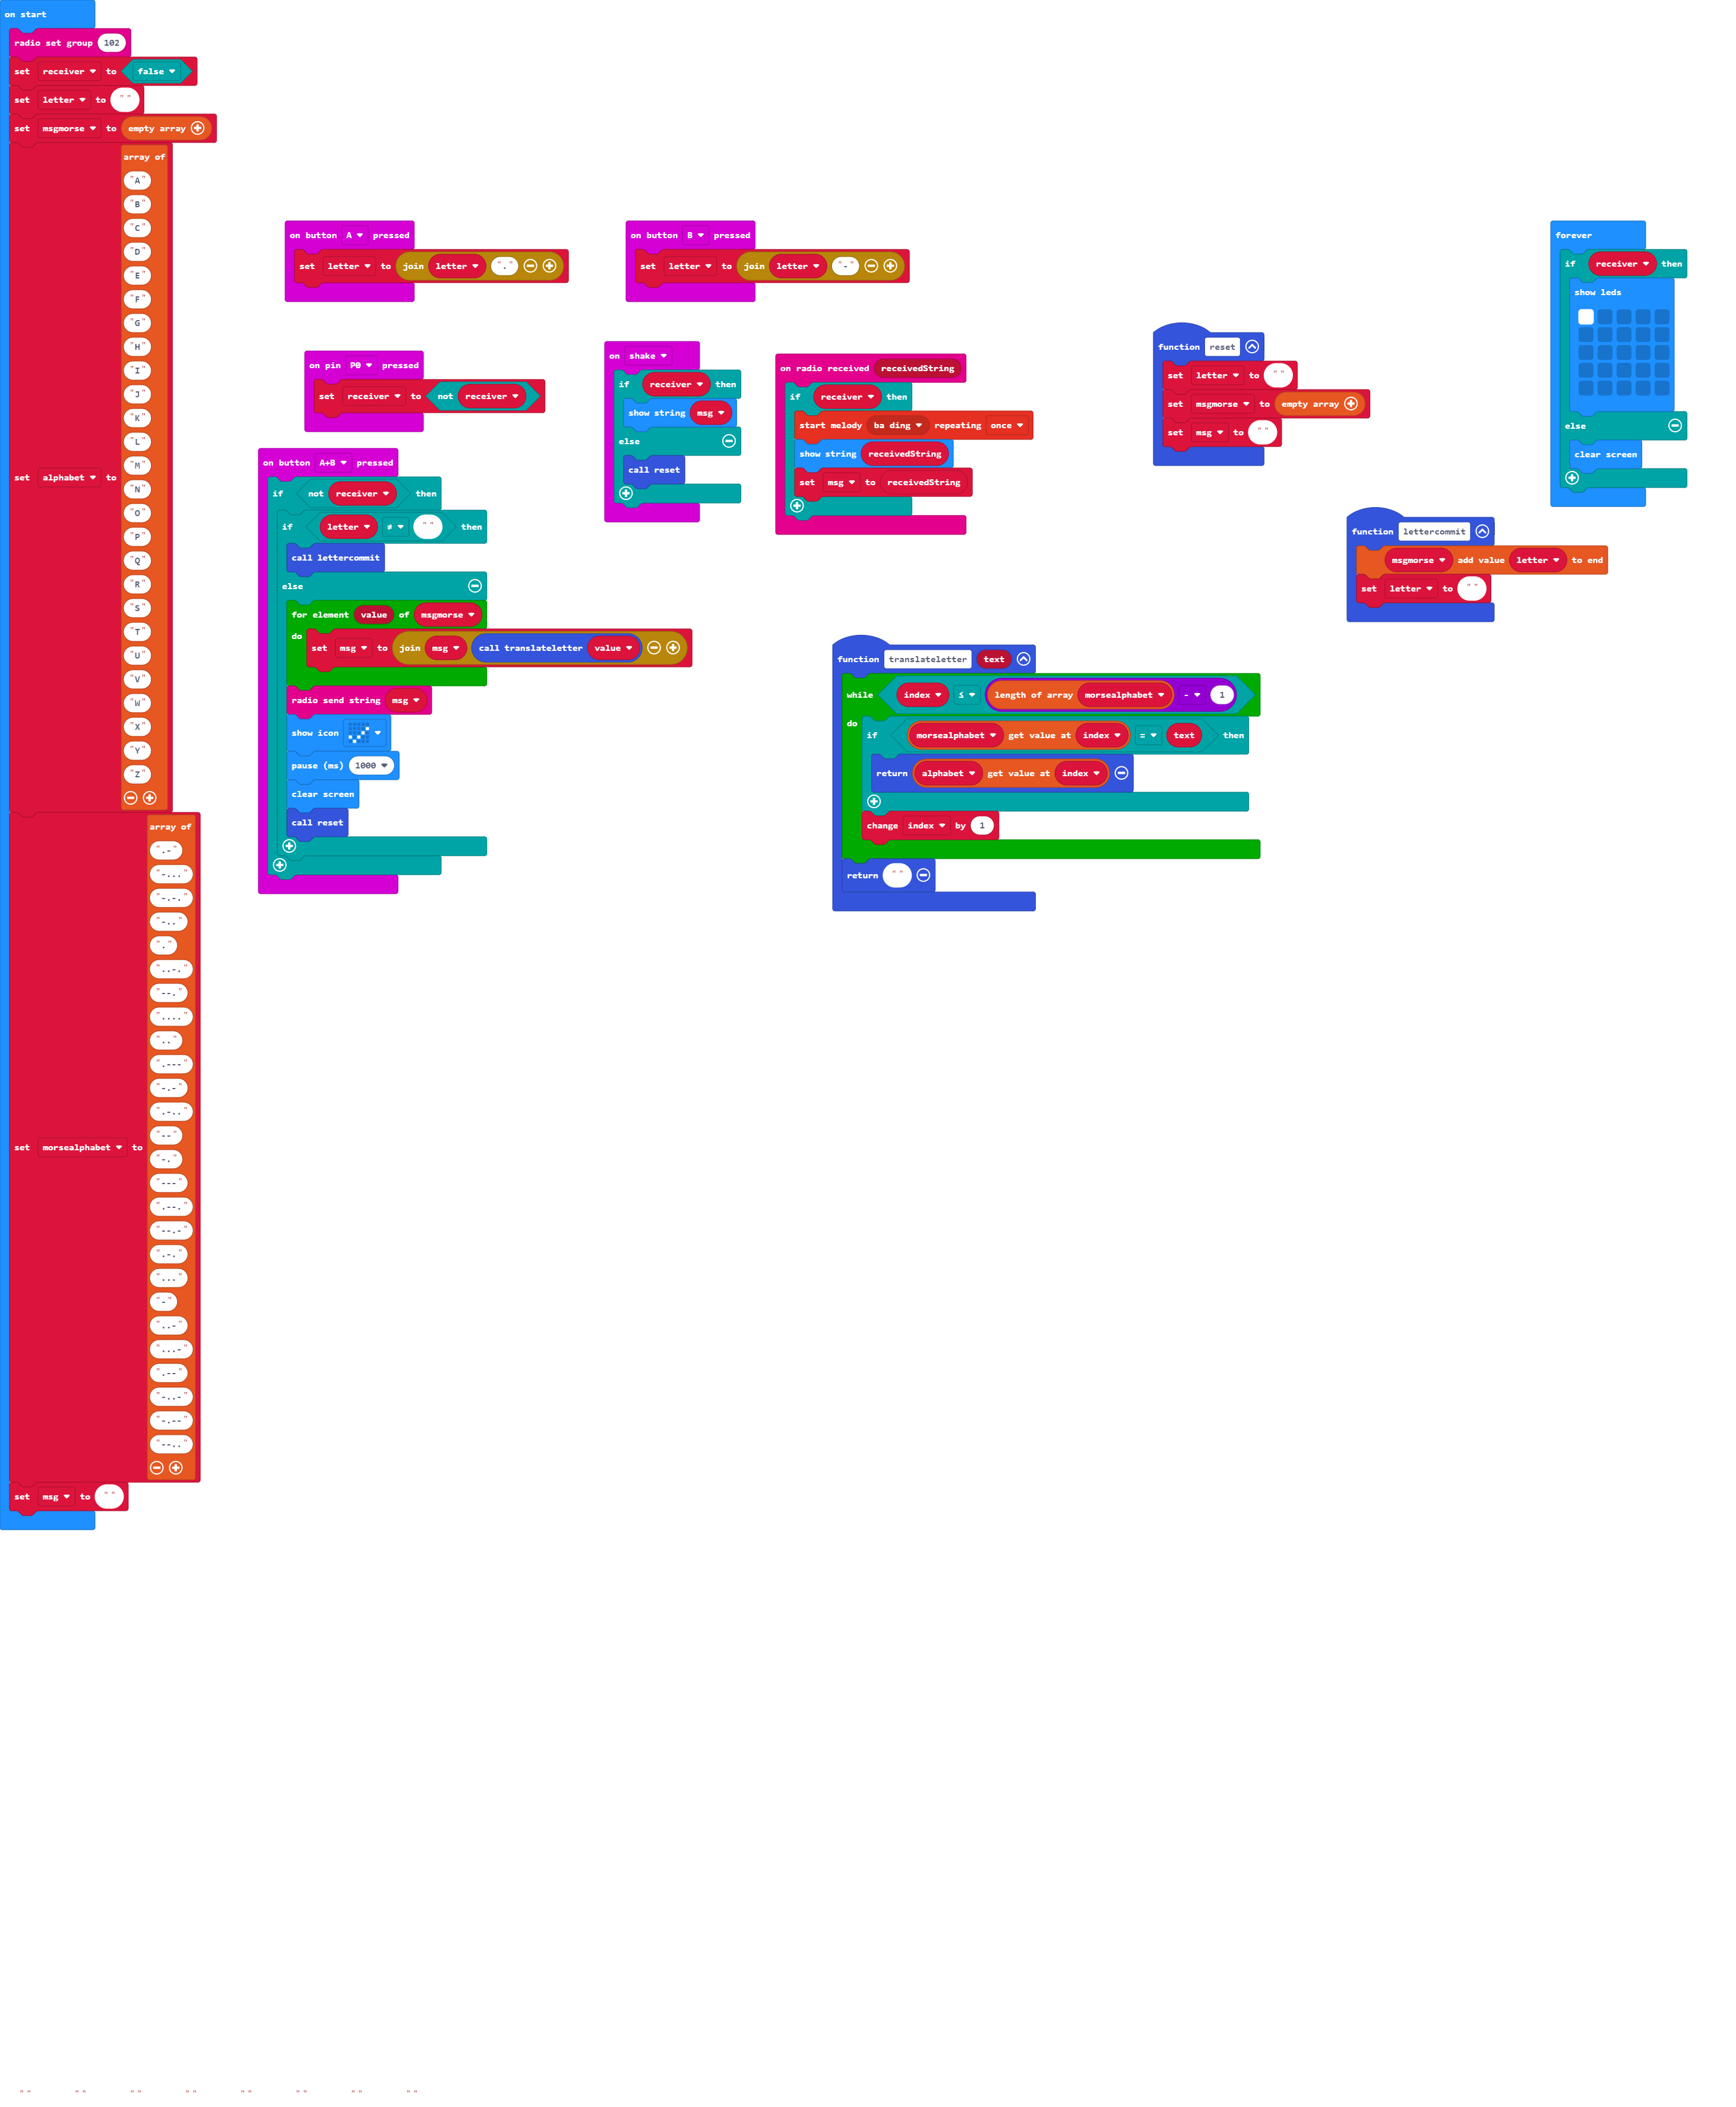 on start
radio set group 102
set receiver to false
set letter to " "
set msgmorse to empty array
set alphabet to array of
"A"
"B"
"C"
"D"
"E"
"F"
"G"
"H"
"I"
"J"
"K"
"L"
"M"
"N"
"O"
"P"
"Q"
"R"
"S"
"T"
"U"
"V"
"W"
"X"
"Y"
"Z"
set morsealphabet to array of
".-"
"-..."
"-.-."
"-.."
"."
"..-."
"--."
"...."
".."
".---"
"-.-"
".-.."
"--"
"-."
"---"
".--."
"--.-"
".-."
"..."
"-"
"..-"
"...-"
".--"
"-..-"
"-.--"
"--.."
set msg to " "
on button A pressed
set letter to join letter "."
on button B pressed
set letter to join letter "-"
on pin P0 pressed
set receiver to not receiver
on button A+B pressed
if not receiver then
if letter ≠ " " then
call lettercommit
else
for element value of msgmorse
do
set msg to join msg call translateletter value
radio send string msg
show icon
pause (ms) 1000
clear screen
call reset
on shake
if receiver then
show string msg
else
call reset
on radio received receivedString
if receiver then
start melody ba ding repeating once
show string receivedString
set msg to receivedString
function reset
set letter to " "
set msgmorse to empty array
set msg to " "
forever
if receiver then
show leds
else
clear screen
function lettercommit
msgmorse add value letter to end
set letter to " "
function translateletter text
while index ≤ length of array morsealphabet - 1
do
if morsealphabet get value at index = text then
return alphabet get value at index
change index by 1
return " "
" " " " " " " " " " " " " " " "